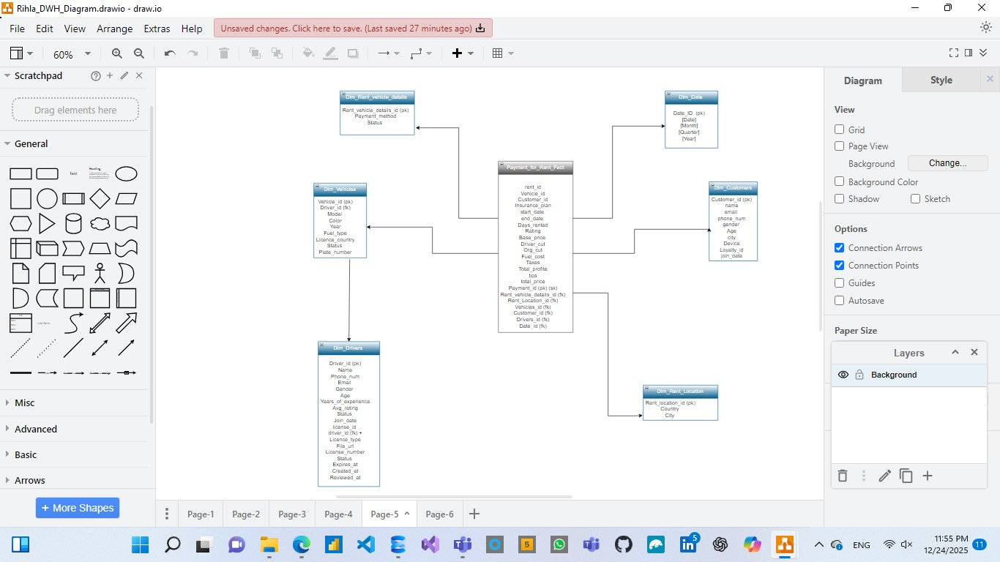 Rihla_DWH_Diagram.drawio - draw.io
File Edit View Arrange Extras Help
Unsaved changes. Click here to save. (Last saved 27 minutes ago)
60%
Scratchpad
Drag elements here
General
Text
Heading
List Item
Misc
Advanced
Basic
Arrows
+ More Shapes
Dim_Rent_vehicle_details
Rent_vehicle_details_id (pk)
Payment_method
Status
Dim_Date
Date_ID (pk)
[Date]
[Month]
[Quarter]
[Year]
Payment_for_Rent_Fact
rent_id
Vehicle_id
Customer_id
Insurance_plan
start_date
end_date
Days_rented
Rating
Base_price
Driver_cut
Org_cut
Fuel_cost
Taxes
Total_profite
tips
total_price
Payment_id (pk) (sk)
Rent_vehicle_details_id (fk)
Rent_Location_id (fk)
Vehicles_id (fk)
Customer_id (fk)
Drivers_id (fk)
Date_id (fk)
Dim_Vehicles
Vehicle_id (pk)
Driver_id (fk)
Model
Color
Year
Fuel_type
Licence_country
Status
Plate_number
Dim_Customers
Customer_id (pk)
name
email
phone_num
gender
Age
city
Device
Loyalty_id
join_date
Dim_Drivers
Driver_id (pk)
Name
Phone_num
Email
Gender
Age
Years_of_experience
Avg_rating
Status
Join_date
license_id
driver_id (fk) +
Licence_type
File_url
License_number
Status
Expires_at
Created_at
Reviewed_at
Dim_Rent_Location
Rent_location_id (pk)
Country
City
Diagram Style
View
Grid
Page View
Background Change...
Background Color
Shadow Sketch
Options
Connection Arrows
Connection Points
Guides
Autosave
Paper Size
Layers
Background
Page-1 Page-2 Page-3 Page-4 Page-5 Page-6
5
5
ENG
11:55 PM
12/24/2025
11